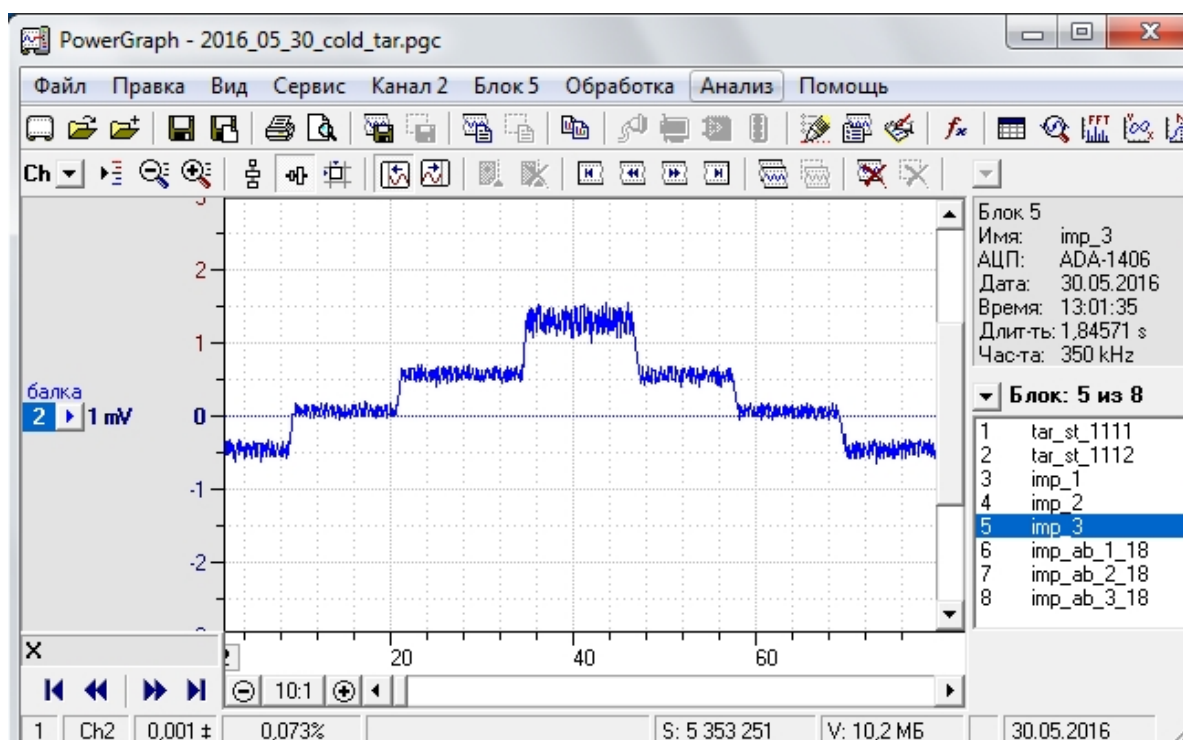 PowerGraph - 2016_05_30_cold_tar.pgc
Файл Правка Вид Сервис Канал 2 Блок 5 Обработка Анализ Помощь
fx FFT
Ch
Блок 5
Имя: imp_3
АЦП: ADA-1406
Дата: 30.05.2016
Время: 13:01:35
Длит-ть: 1,84571 s
Час-та: 350 kHz
Блок: 5 из 8
1 tar_st_1111
2 tar_st_1112
3 imp_1
4 imp_2
5 imp_3
6 imp_ab_1_18
7 imp_ab_2_18
8 imp_ab_3_18
балка
2 1 mV
2
1
0
-1
-2
X
20 40 60
10:1
1 Ch2 0,001 ± 0,073% S: 5 353 251 V: 10,2 МБ 30.05.2016